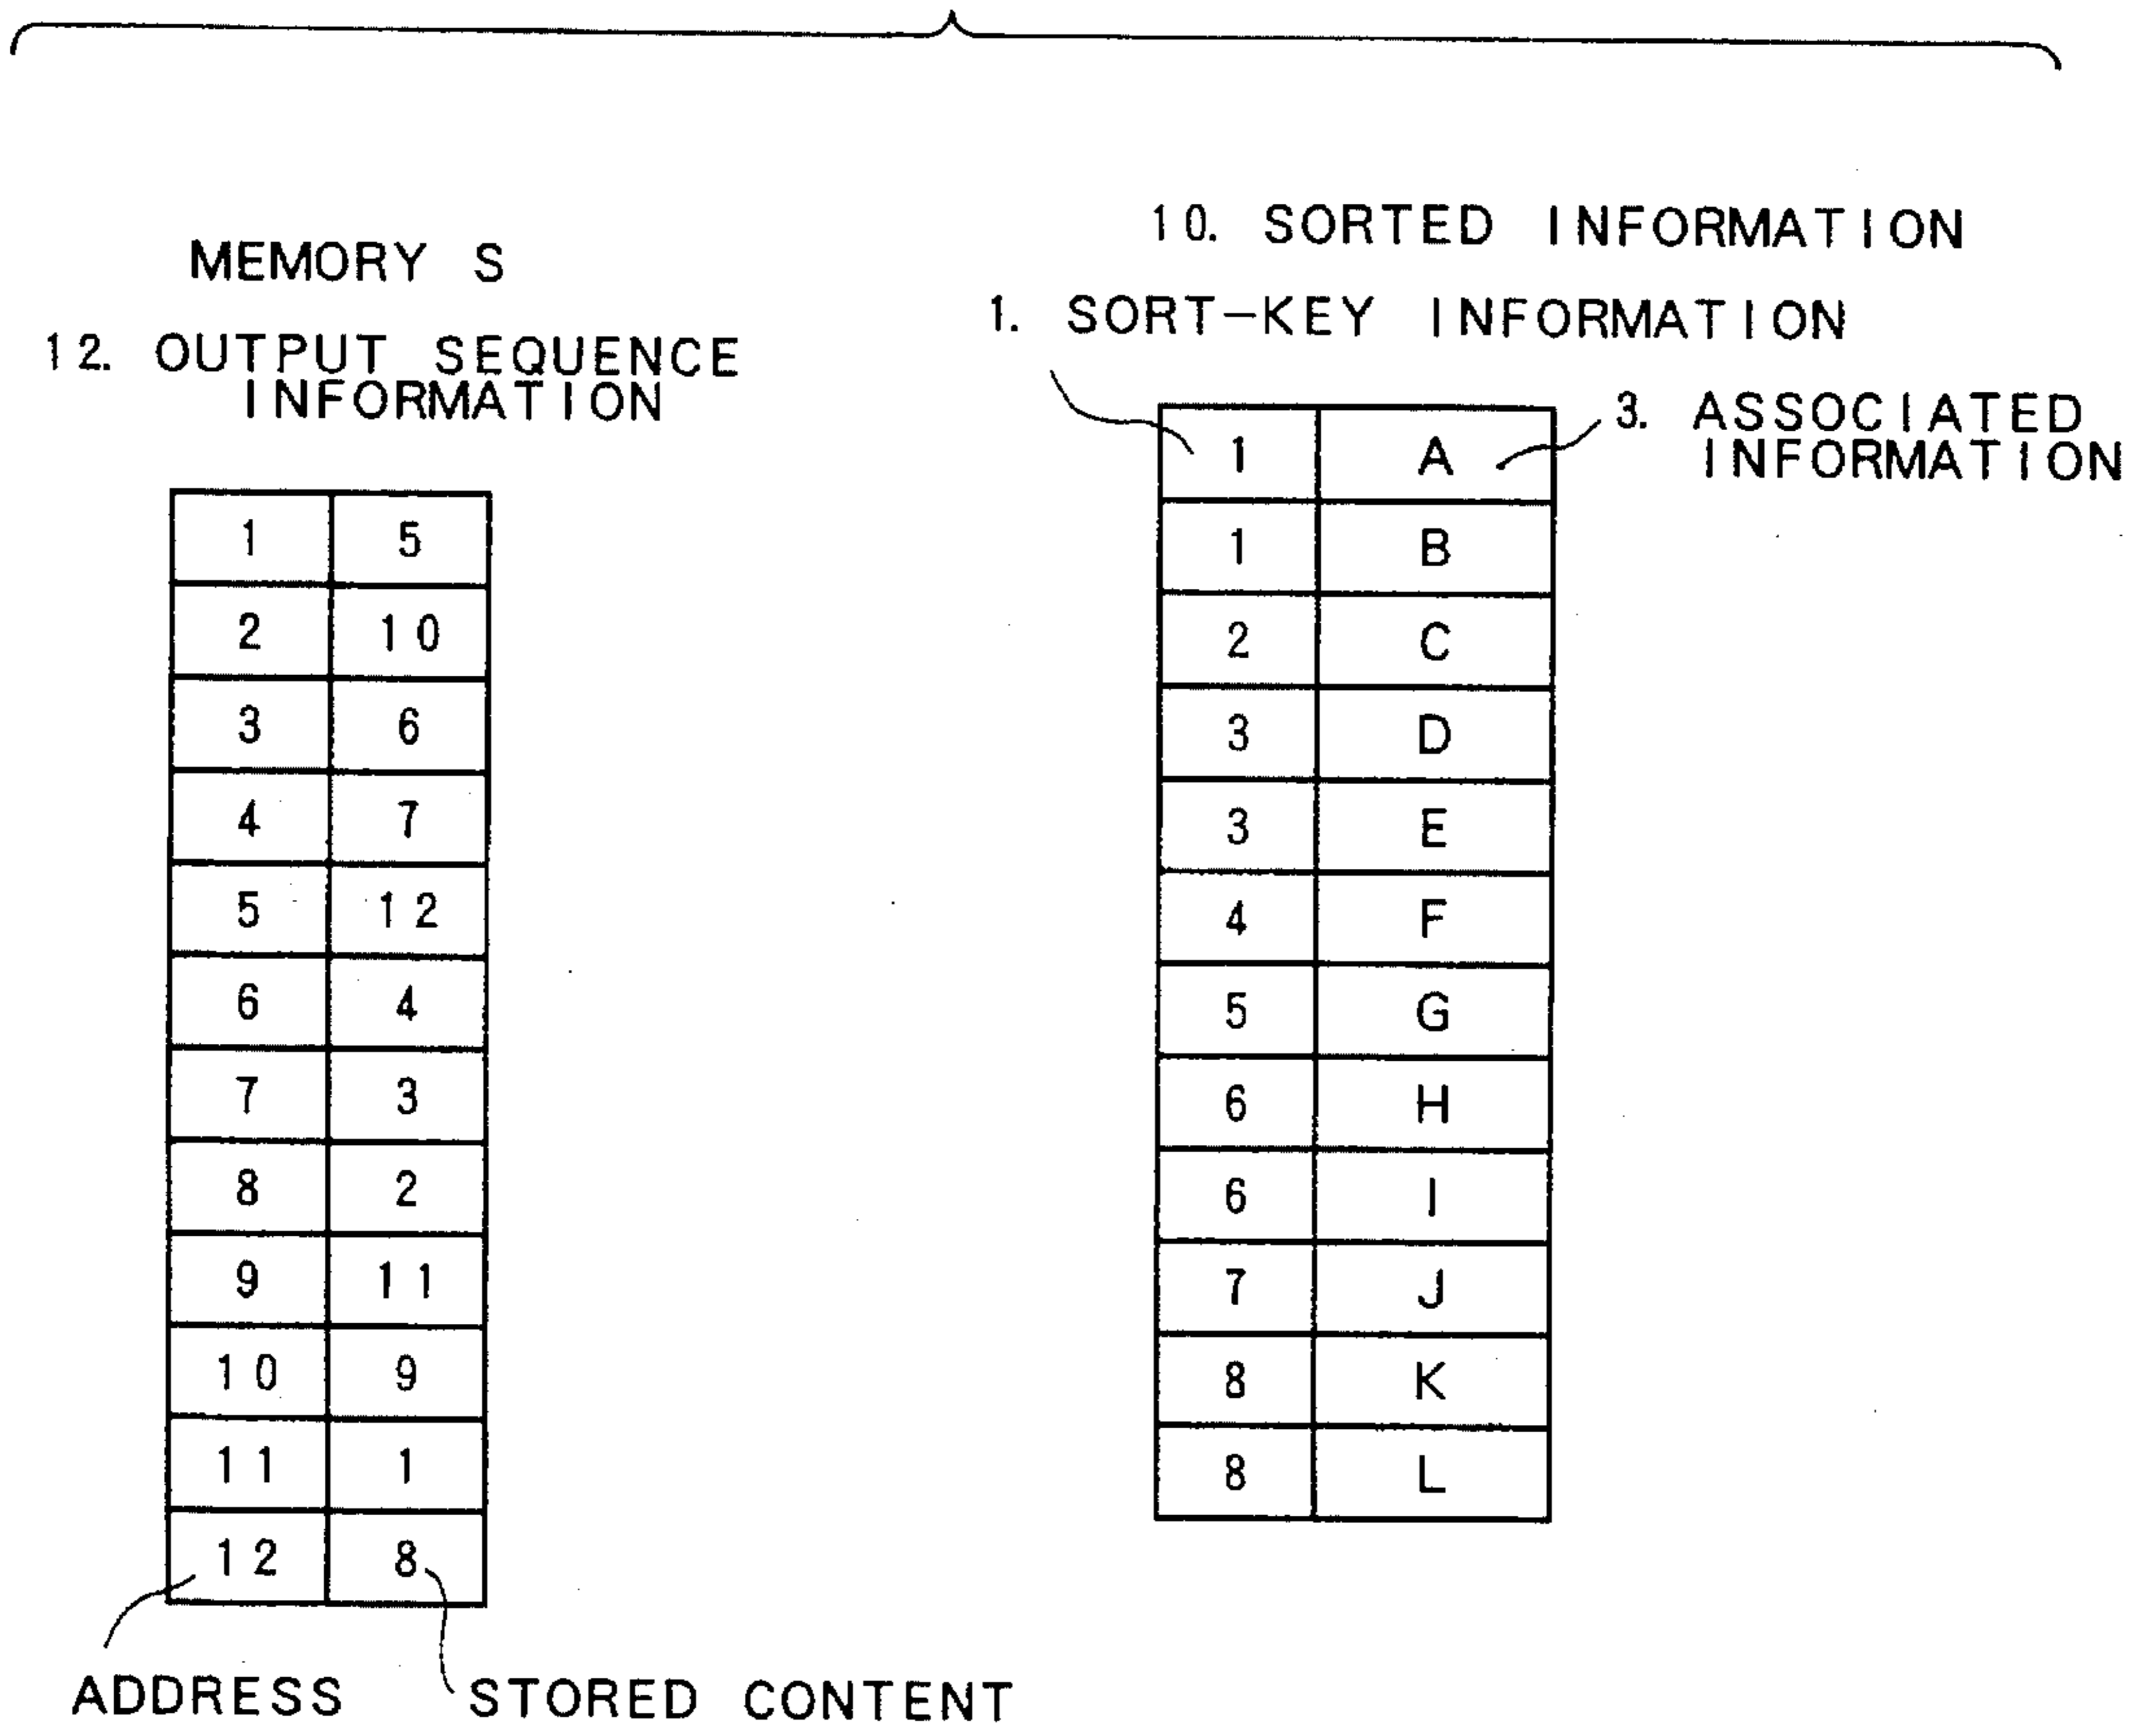 MEMORY S
12. OUTPUT SEQUENCE
INFORMATION
1 5
2 10
3 6
4 7
5 12
6 4
7 3
8 2
9 11
10 9
11 1
12 8
ADDRESS
STORED CONTENT
10. SORTED INFORMATION
1. SORT-KEY INFORMATION
3. ASSOCIATED
INFORMATION
1 A
1 B
2 C
3 D
3 E
4 F
5 G
6 H
6 I
7 J
8 K
8 L